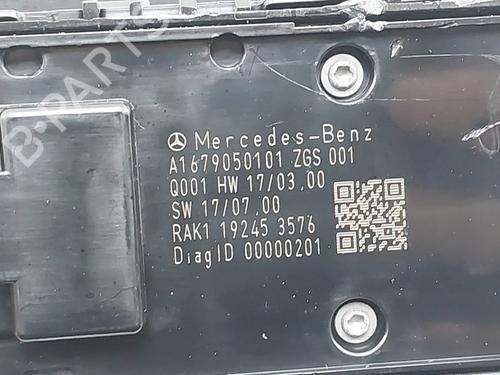 B-PARTS
Mercedes-Benz
A1679050101 ZGS 001
Q001 HW 17/03.00
SW 17/07.00
RAK1 19245 3576
DiagID 00000201